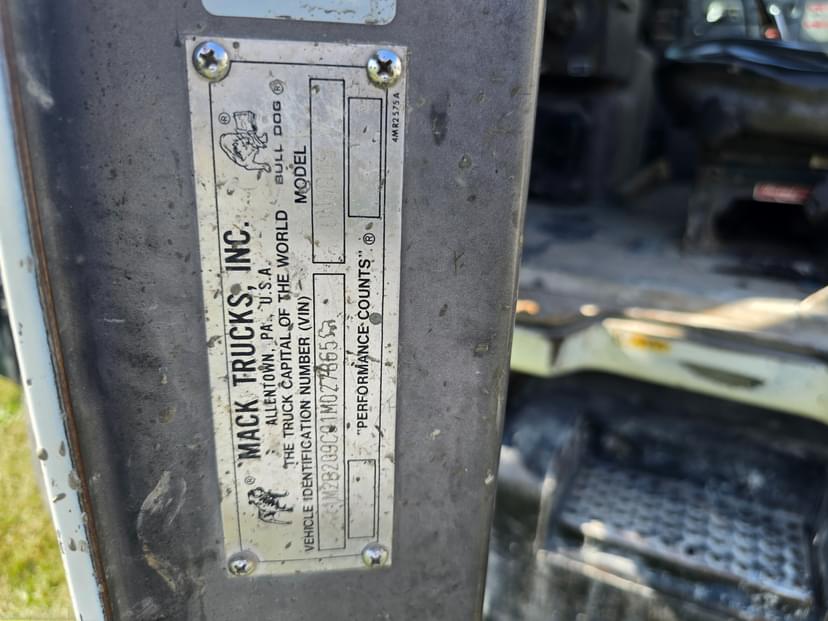 MACK TRUCKS, INC.
ALLENTOWN, PA., U.S.A.
THE TRUCK CAPITAL OF THE WORLD
BULL DOG ®
®
®
VEHICLE IDENTIFICATION NUMBER (VIN)
MODEL
"PERFORMANCE COUNTS" ®
4MR2575A